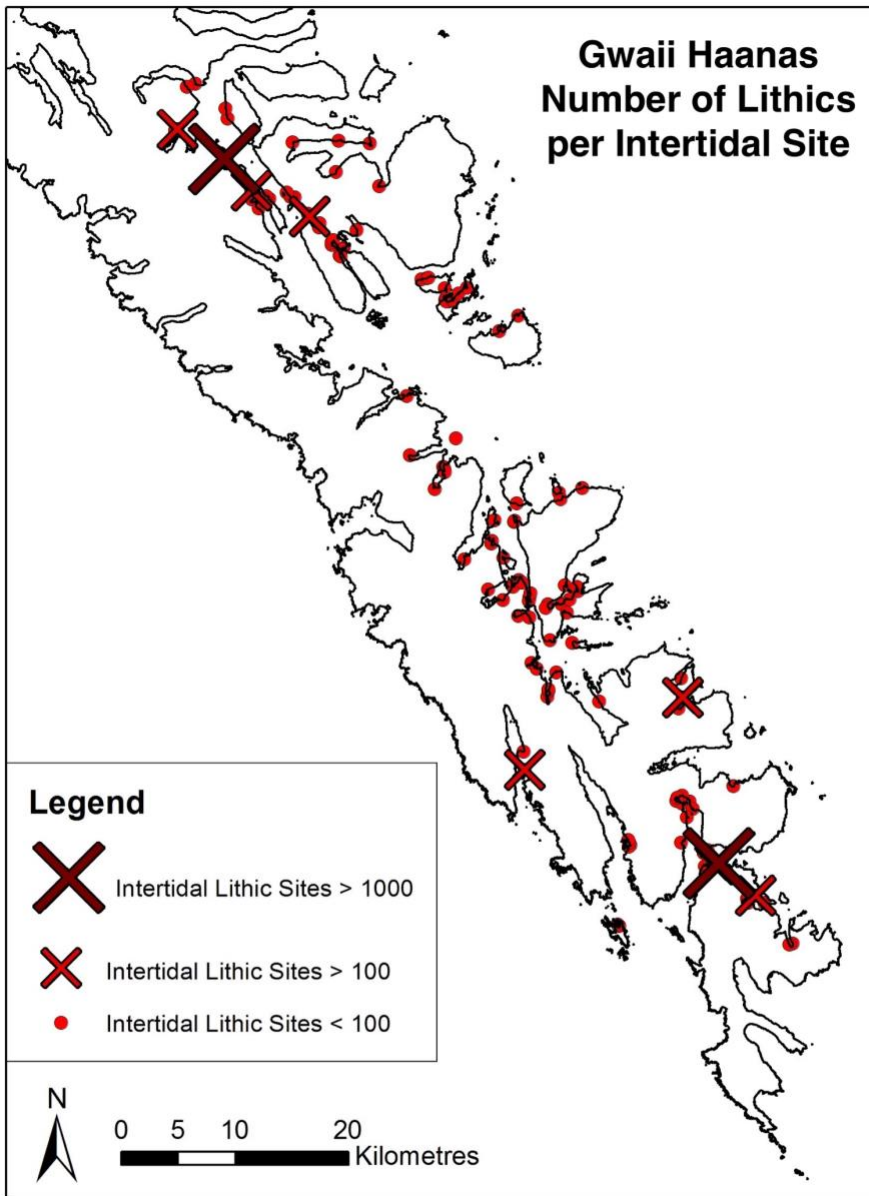 Gwaii Haanas
Number of Lithics
per Intertidal Site
Legend
Intertidal Lithic Sites > 1000
Intertidal Lithic Sites > 100
Intertidal Lithic Sites < 100
N
0 5 10 20
Kilometres